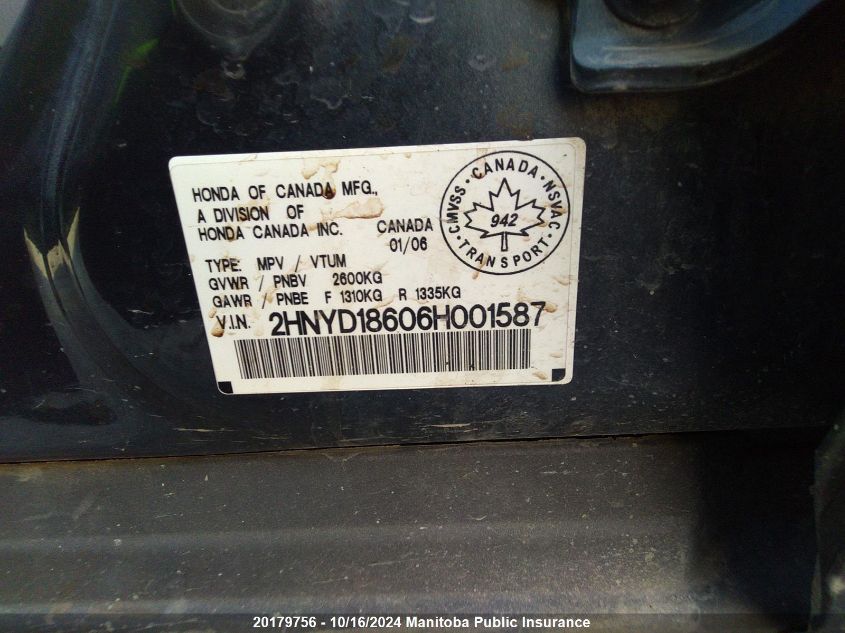 HONDA OF CANADA MFG.,
A DIVISION OF
HONDA CANADA INC.
CANADA
01/06
TYPE: MPV / VTUM
GVWR / PNBV 2600KG
GAWR / PNBE F 1310KG R 1335KG
V.I.N. 2HNYD18606H001587
CMVSS · CANADA · NSVAC
942
· TRANSPORT ·
20179756 - 10/16/2024 Manitoba Public Insurance